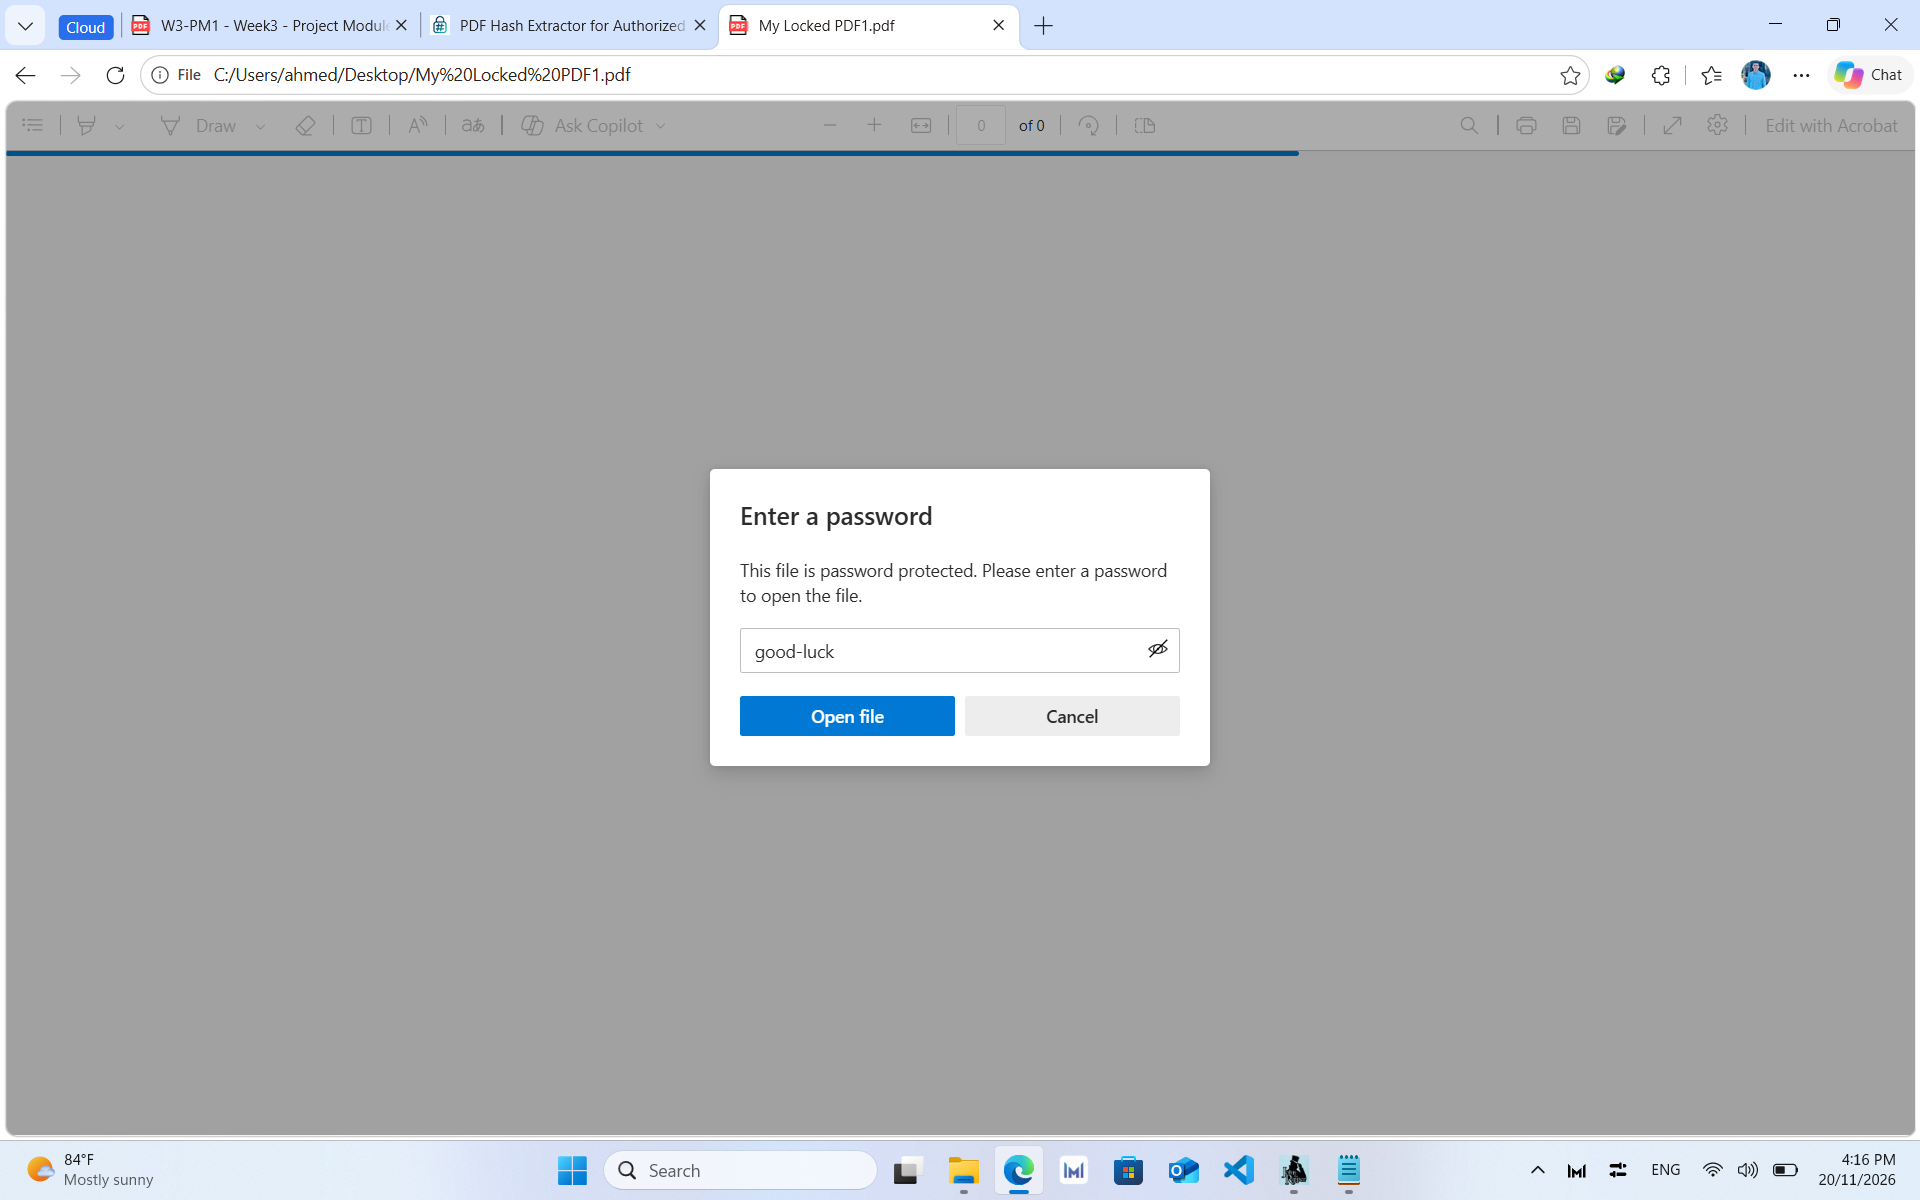 Cloud
W3-PM1 - Week3 - Project Module
PDF Hash Extractor for Authorized
My Locked PDF1.pdf
File
C:/Users/ahmed/Desktop/My%20Locked%20PDF1.pdf
Chat
Draw
Ask Copilot
0
of 0
Edit with Acrobat
Enter a password
This file is password protected. Please enter a password
to open the file.
good-luck
Open file
Cancel
84°F
Mostly sunny
Search
ENG
4:16 PM
20/11/2026